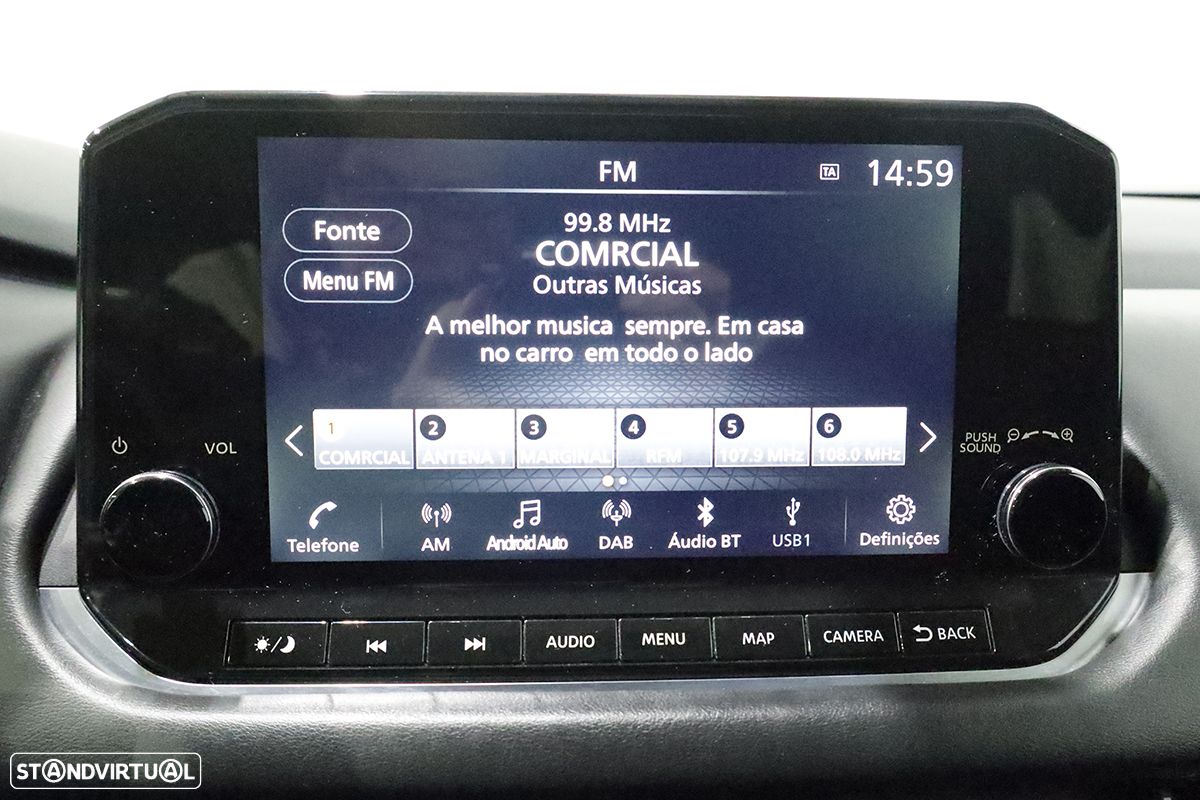 FM
TA
14:59
Fonte
Menu FM
99.8 MHz
COMRCIAL
Outras Músicas
A melhor musica sempre. Em casa
no carro em todo o lado
1 2 3 4 5 6
COMRCIAL ANTENA 1 MARGINAL RFM 107.9 MHz 108.0 MHz
VOL
PUSH
SOUND
Telefone AM Android Auto DAB Áudio BT USB1 Definições
AUDIO MENU MAP CAMERA BACK
STANDVIRTUAL